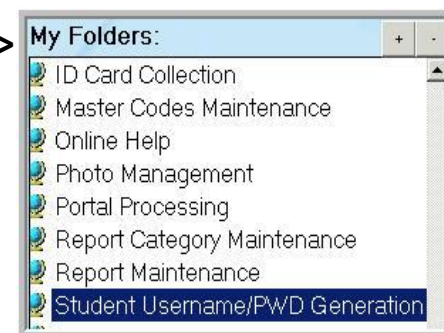 >
My Folders: + -
ID Card Collection
Master Codes Maintenance
Online Help
Photo Management
Portal Processing
Report Category Maintenance
Report Maintenance
Student Username/PWD Generation